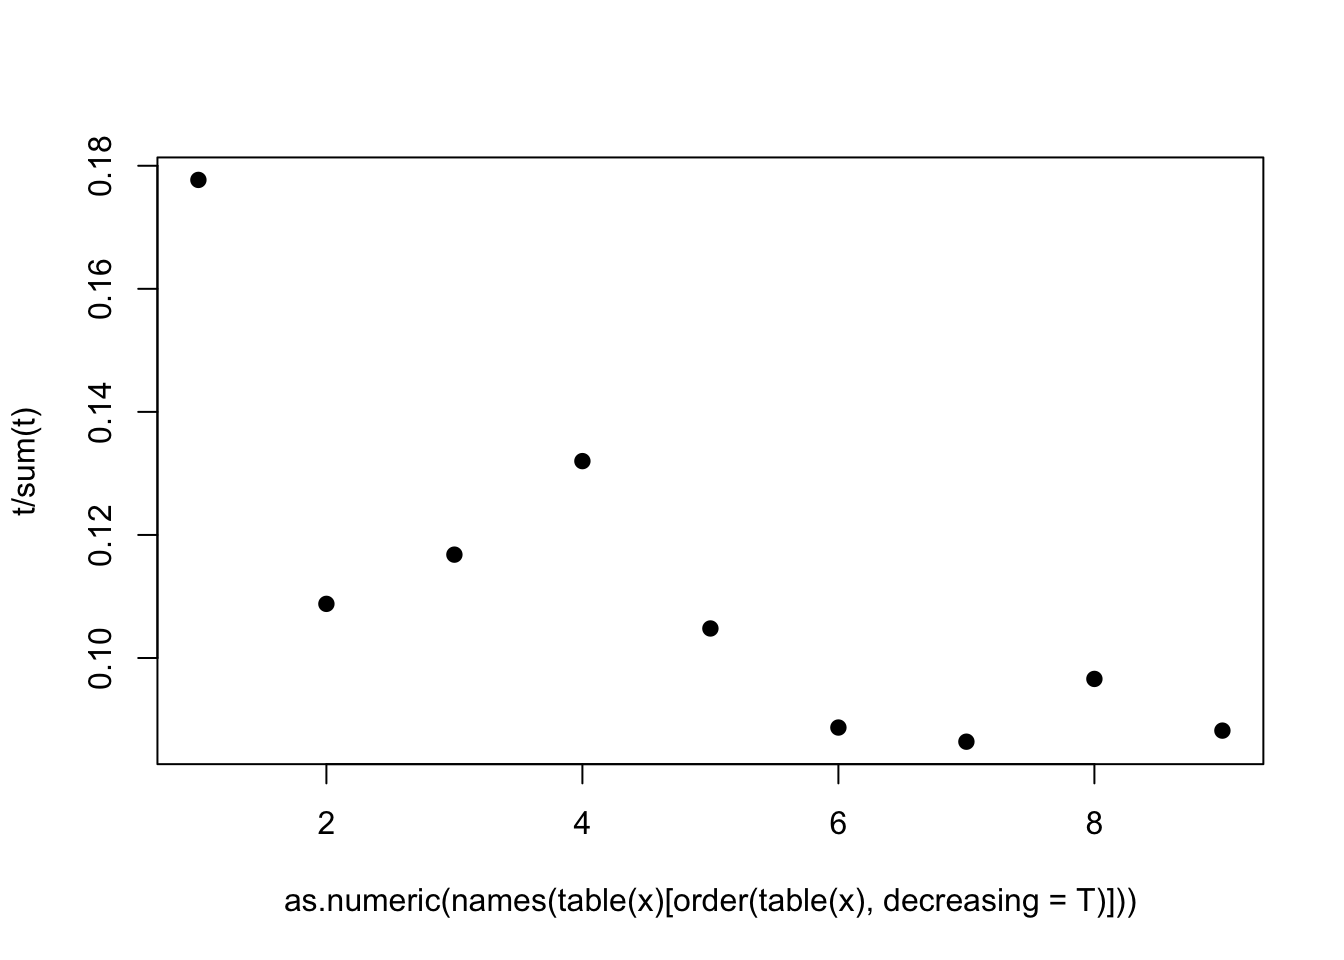 0.18
0.16
0.14
0.12
0.10
t/sum(t)
2 4 6 8
as.numeric(names(table(x)[order(table(x), decreasing = T)]))